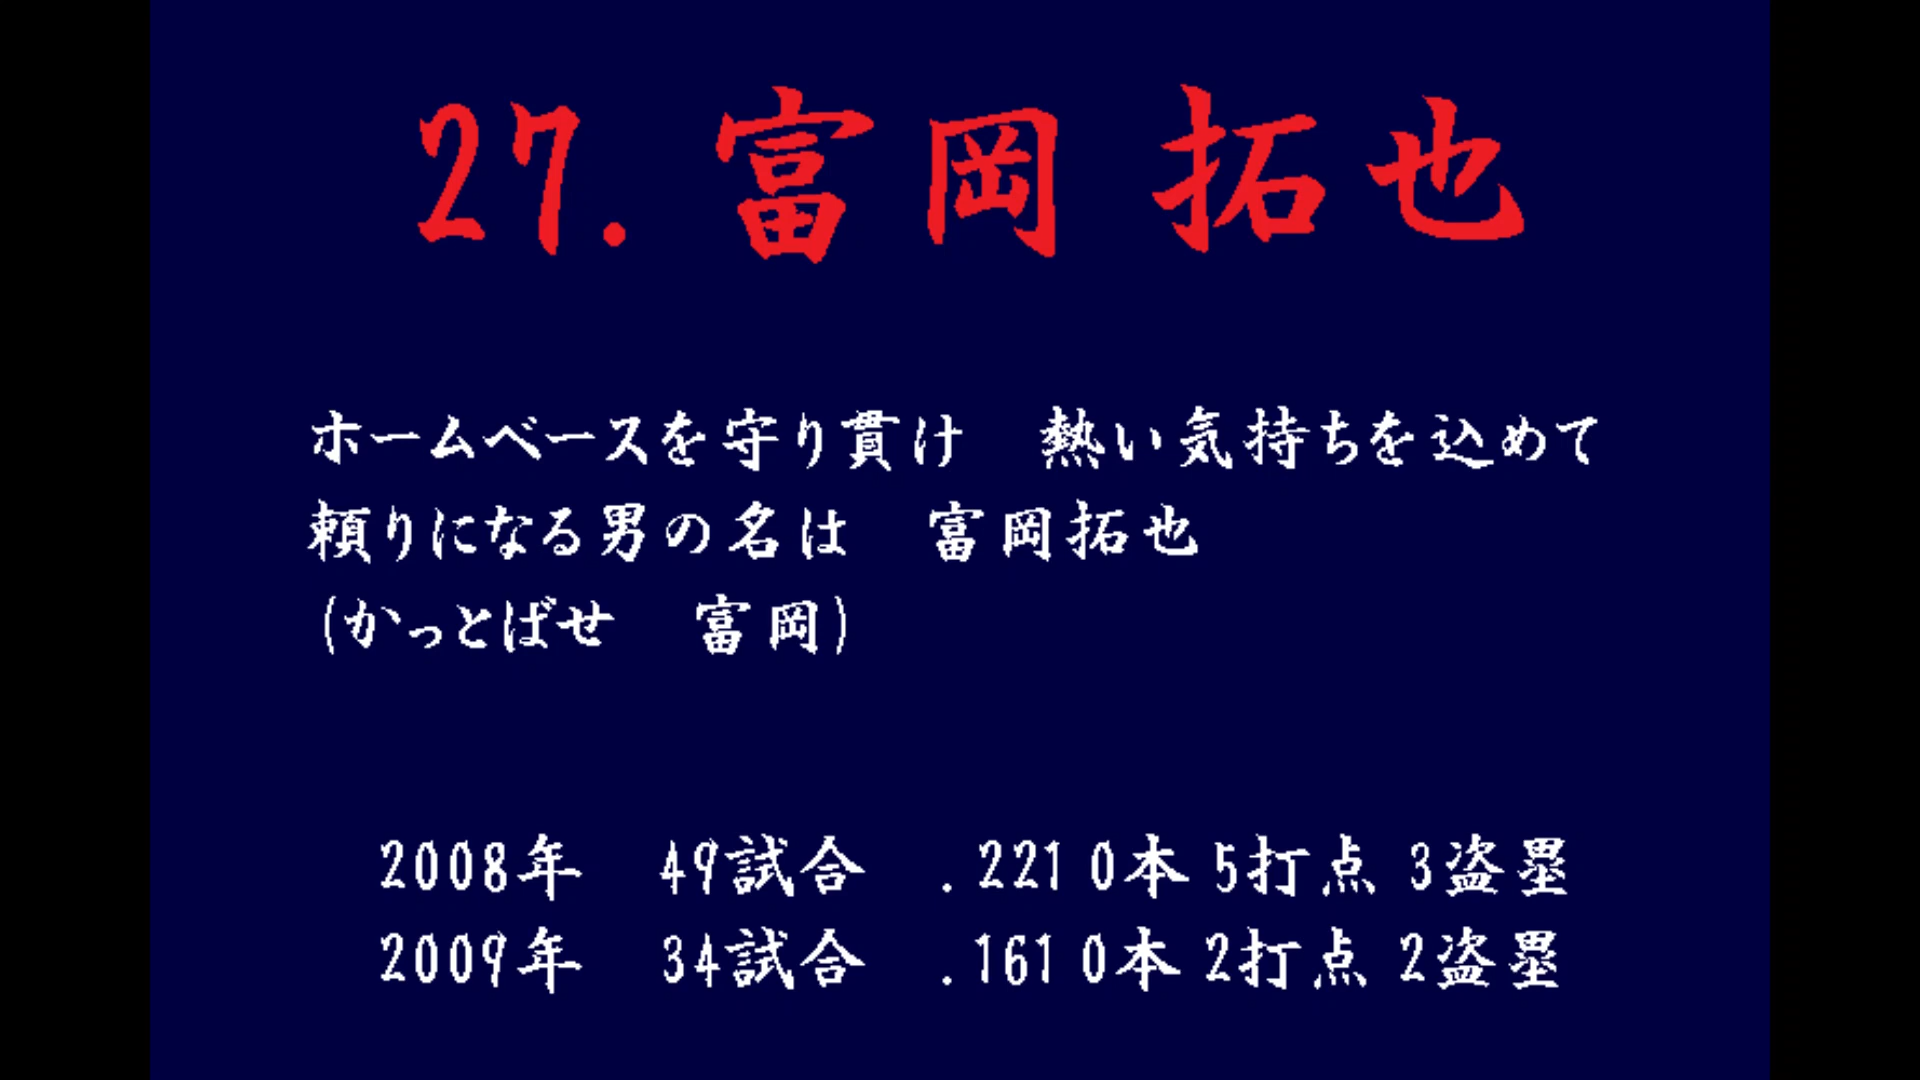 27. 富岡 拓也
ホームベースを守り貫け　熱い気持ちを込めて
頼りになる男の名は　富岡拓也
(かっとばせ　富岡)
2008年　49試合　.221 0本 5打点 3盗塁
2009年　34試合　.161 0本 2打点 2盗塁